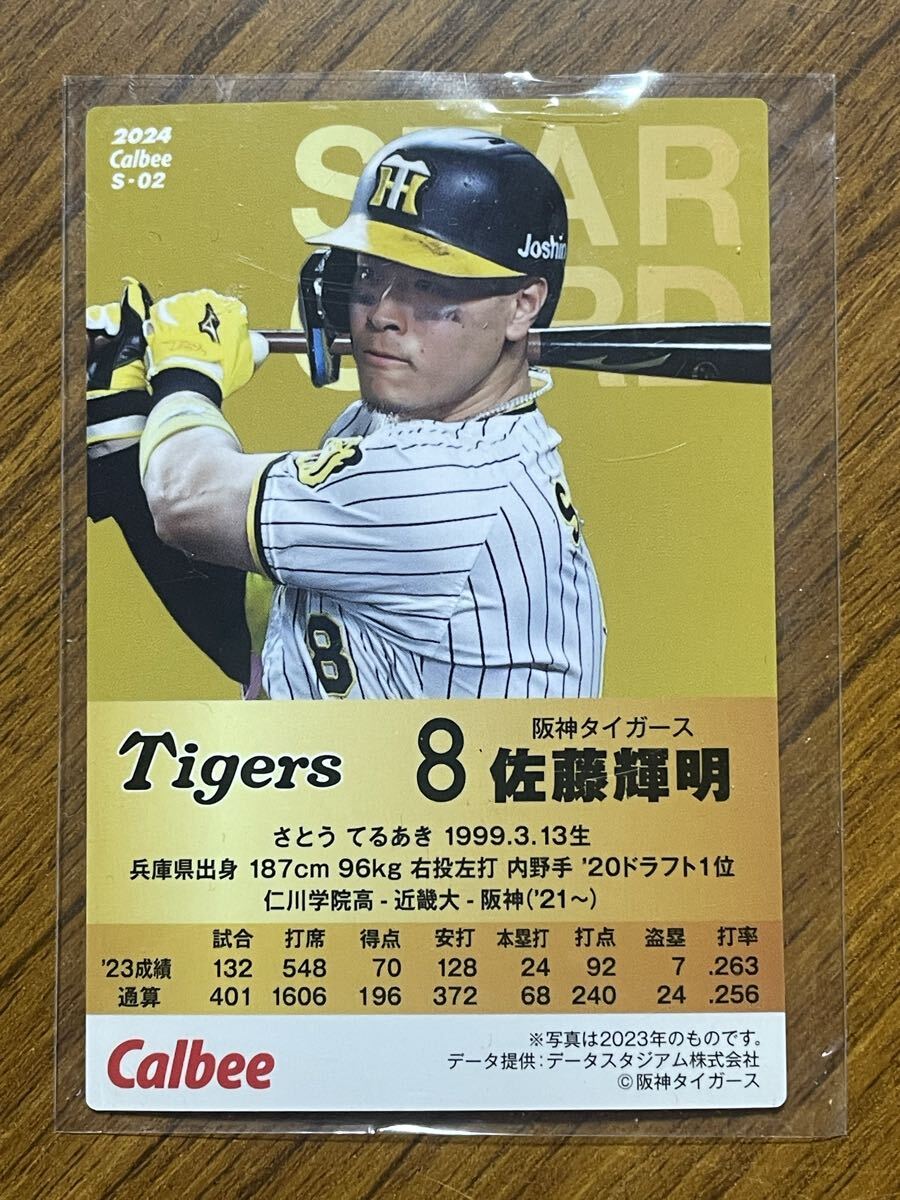 2024
Calbee
S-02
STAR
CARD
Joshin
8
Tigers 8 阪神タイガース
佐藤輝明
さとう てるあき 1999.3.13生
兵庫県出身 187cm 96kg 右投左打 内野手 '20ドラフト1位
仁川学院高 - 近畿大 - 阪神('21~)
試合 打席 得点 安打 本塁打 打点 盗塁 打率
'23成績 132 548 70 128 24 92 7 .263
通算 401 1606 196 372 68 240 24 .256
Calbee
※写真は2023年のものです。
データ提供:データスタジアム株式会社
©阪神タイガース